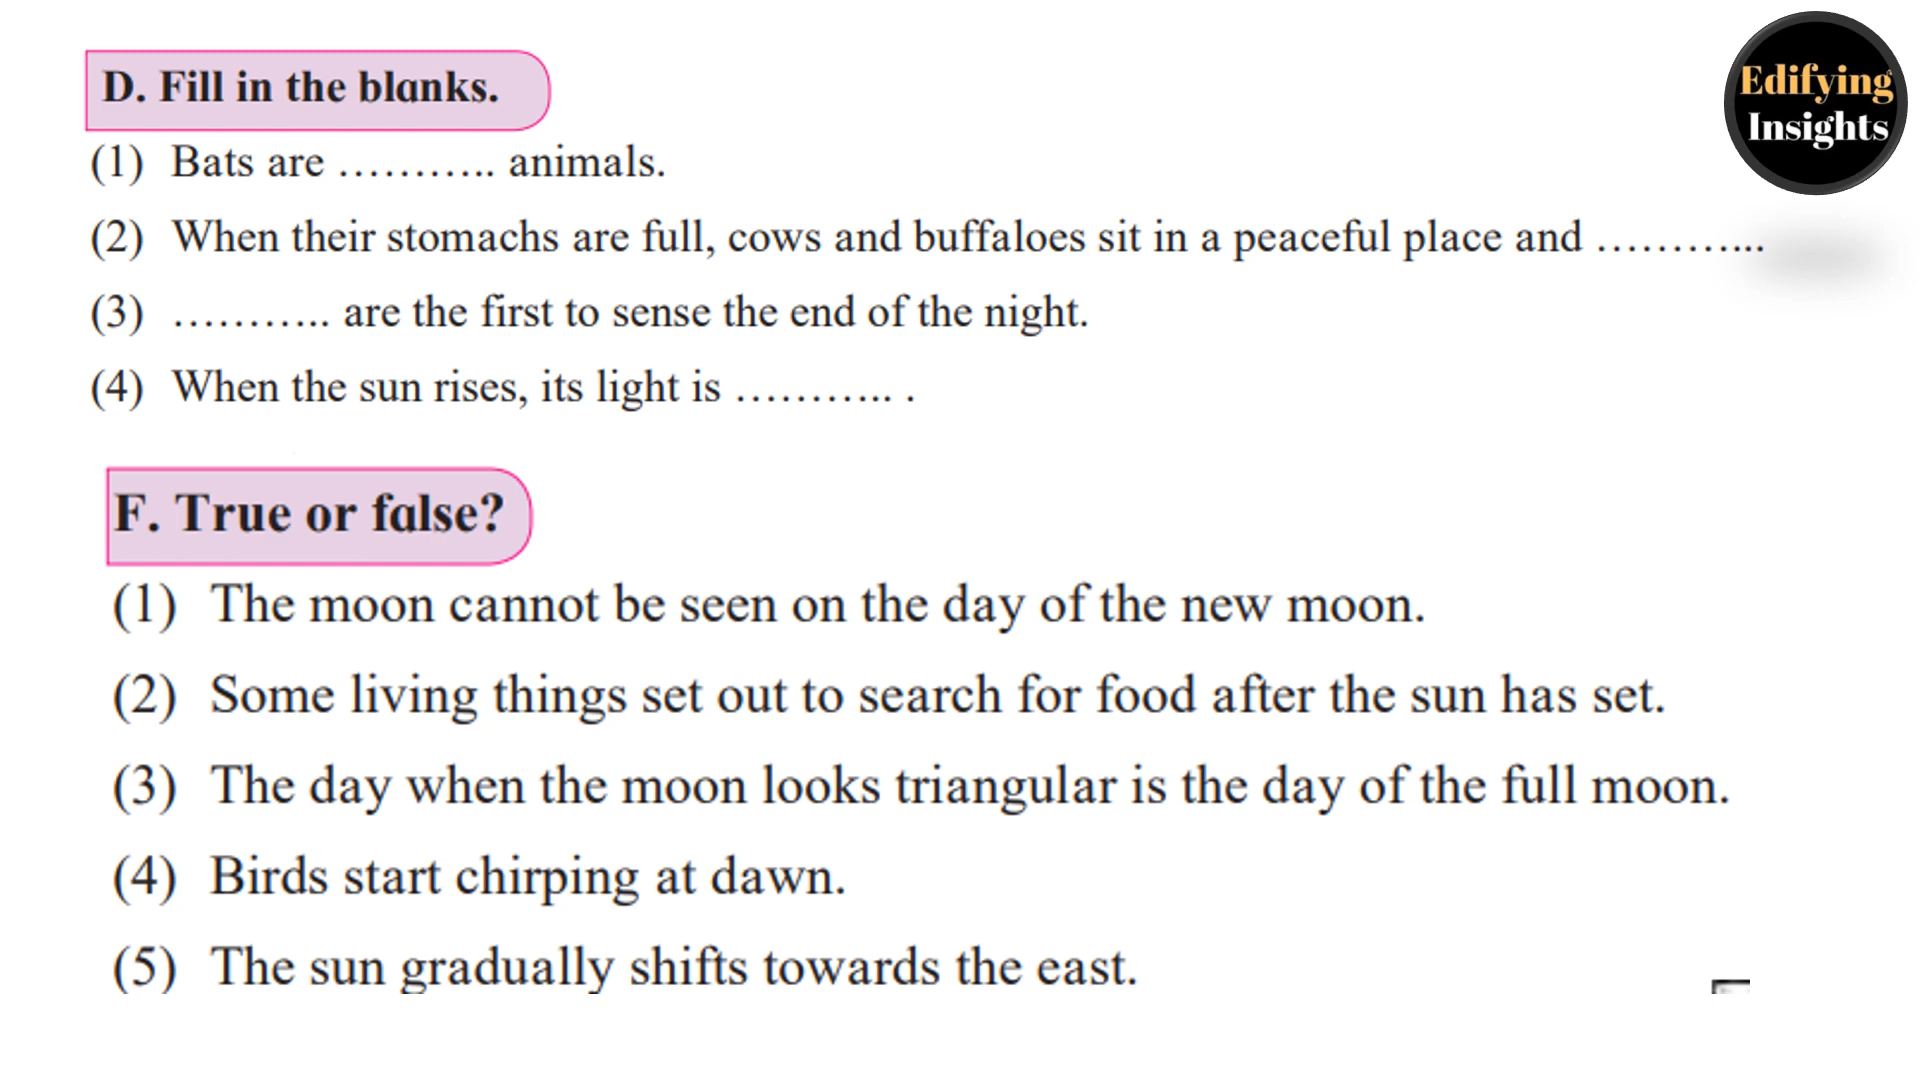 Edifying
Insights
D. Fill in the blanks.
(1) Bats are ........... animals.
(2) When their stomachs are full, cows and buffaloes sit in a peaceful place and ...........
(3) ........... are the first to sense the end of the night.
(4) When the sun rises, its light is ........... .
F. True or false?
(1) The moon cannot be seen on the day of the new moon.
(2) Some living things set out to search for food after the sun has set.
(3) The day when the moon looks triangular is the day of the full moon.
(4) Birds start chirping at dawn.
(5) The sun gradually shifts towards the east.